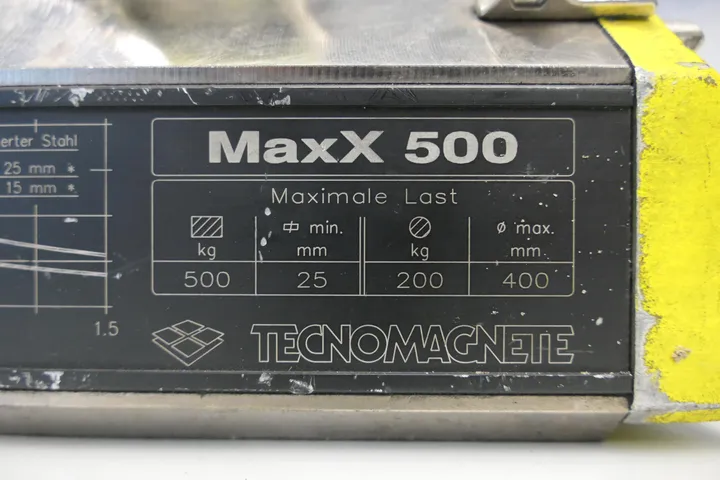 erter Stahl
25 mm *
15 mm *
1.5
MaxX 500
Maximale Last
kg
min. mm
kg
ø max. mm
500 25 200 400
TECNOMAGNETE